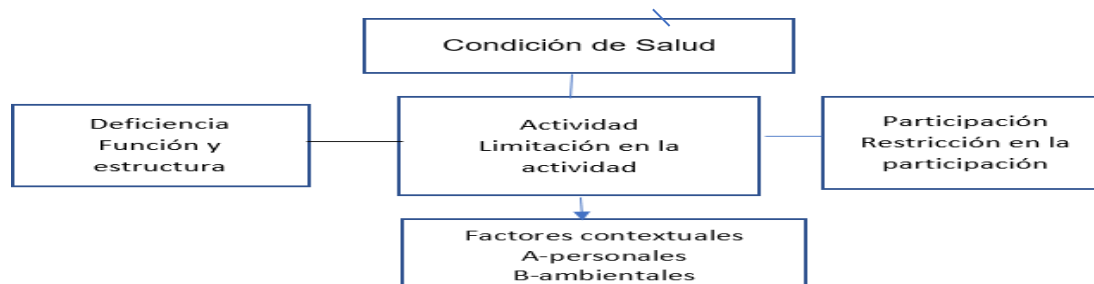 Condición de Salud
Deficiencia
Función y
estructura
Actividad
Limitación en la
actividad
Participación
Restricción en la
participación
Factores contextuales
A-personales
B-ambientales